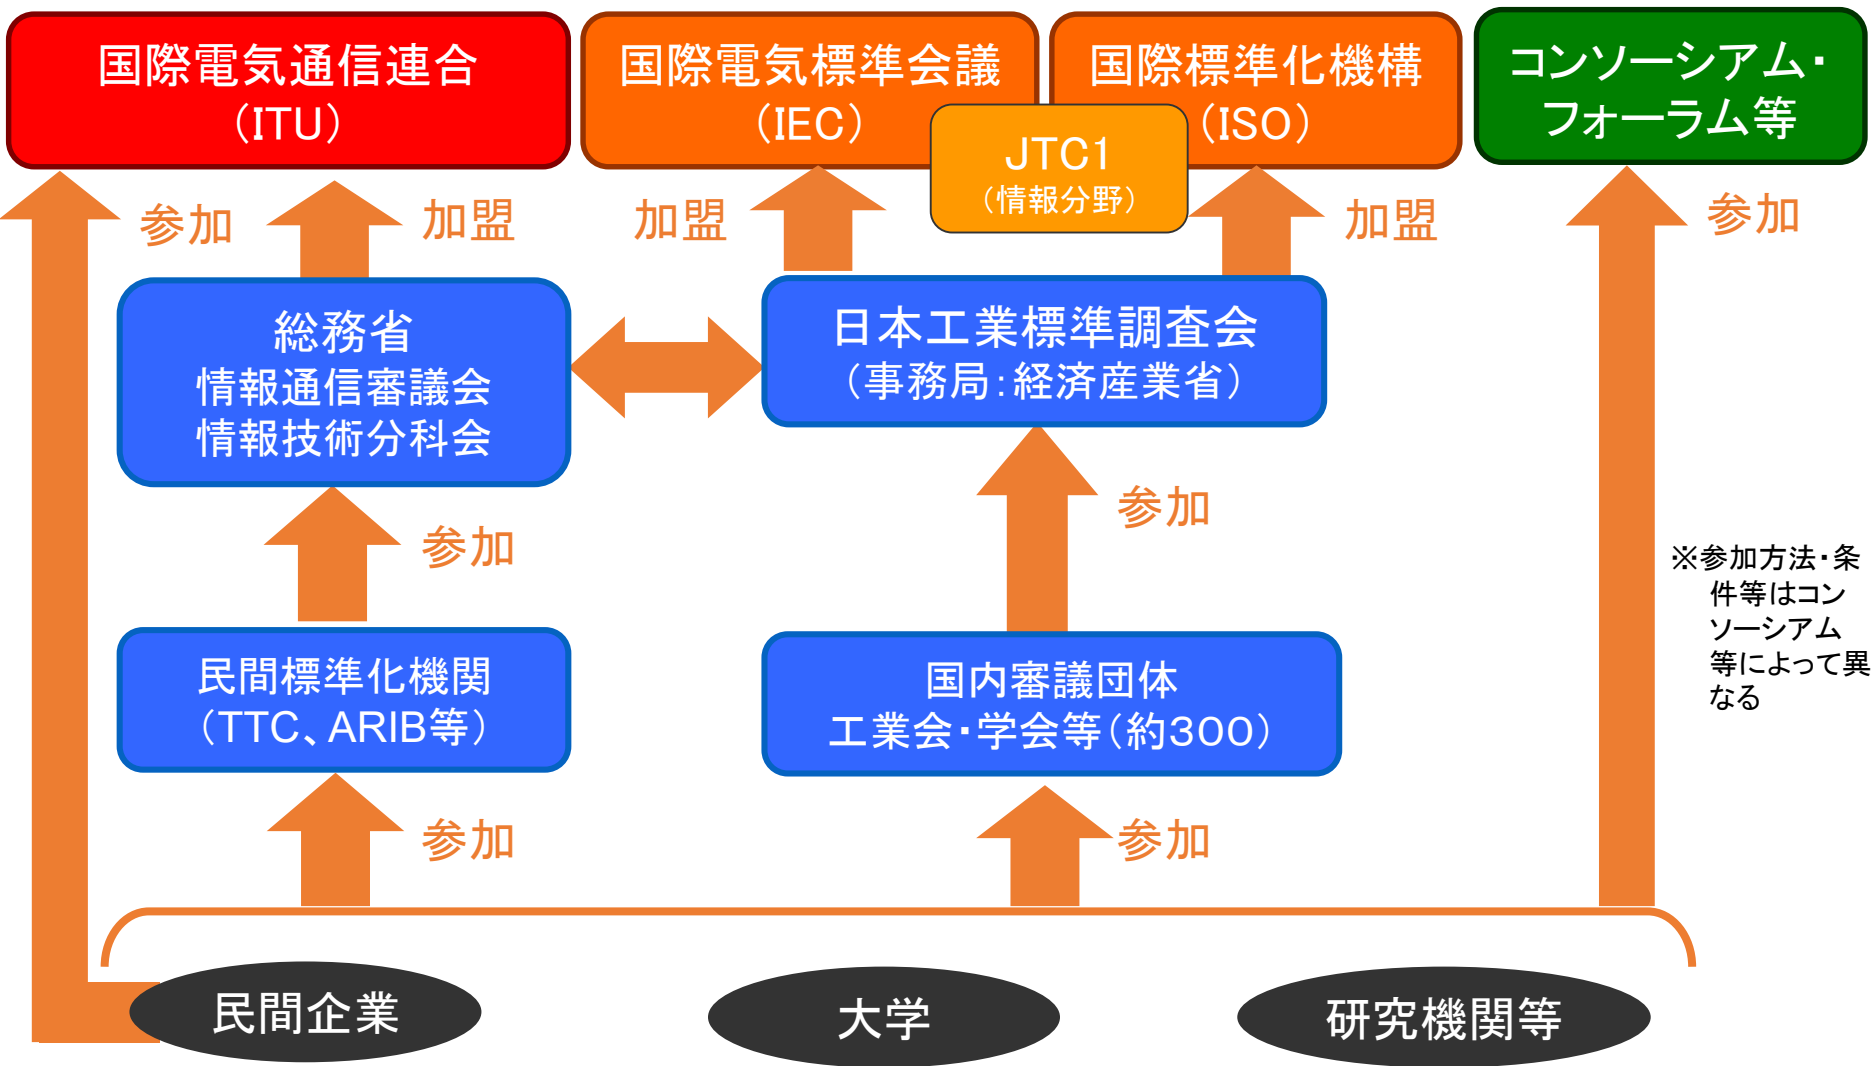 国際電気通信連合
（ITU）
国際電気標準会議
（IEC）
国際標準化機構
（ISO）
JTC1
（情報分野）
コンソーシアム・
フォーラム等
参加
加盟
加盟
加盟
参加
総務省
情報通信審議会
情報技術分科会
日本工業標準調査会
（事務局：経済産業省）
参加
参加
※参加方法・条
件等はコン
ソーシアム
等によって異
なる
民間標準化機関
（TTC、ARIB等）
国内審議団体
工業会・学会等（約３００）
参加
参加
民間企業
大学
研究機関等